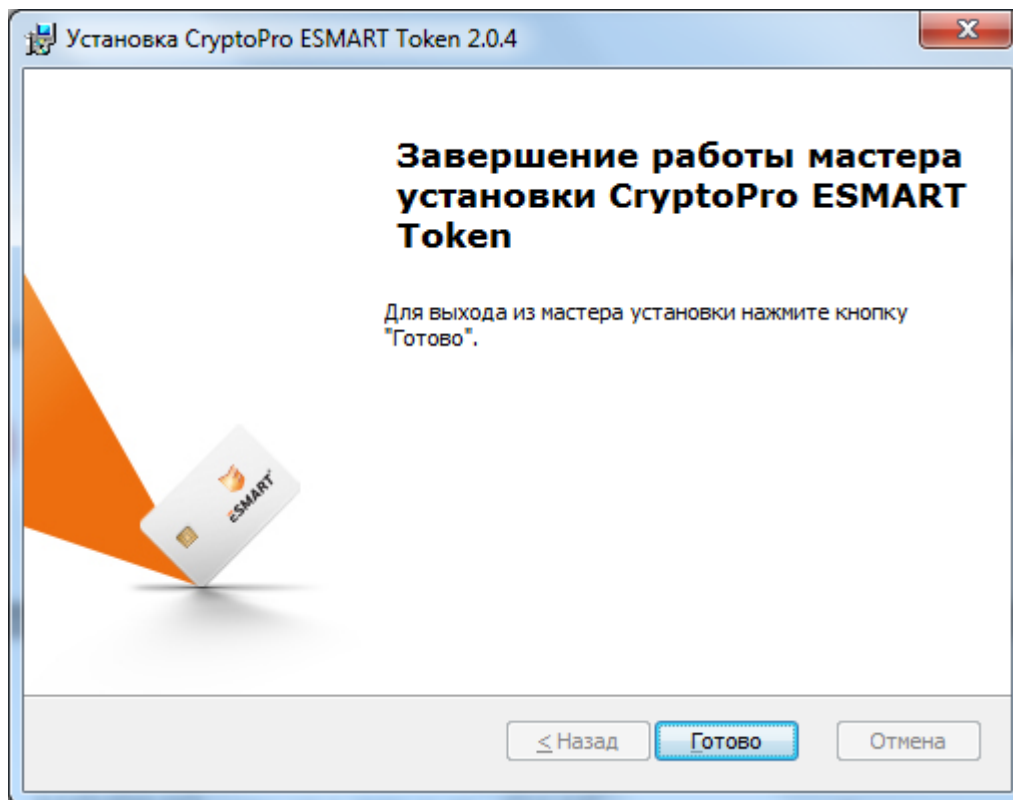 Установка CryptoPro ESMART Token 2.0.4
Завершение работы мастера
установки CryptoPro ESMART
Token
Для выхода из мастера установки нажмите кнопку
"Готово".
ESMART
< Назад
Готово
Отмена